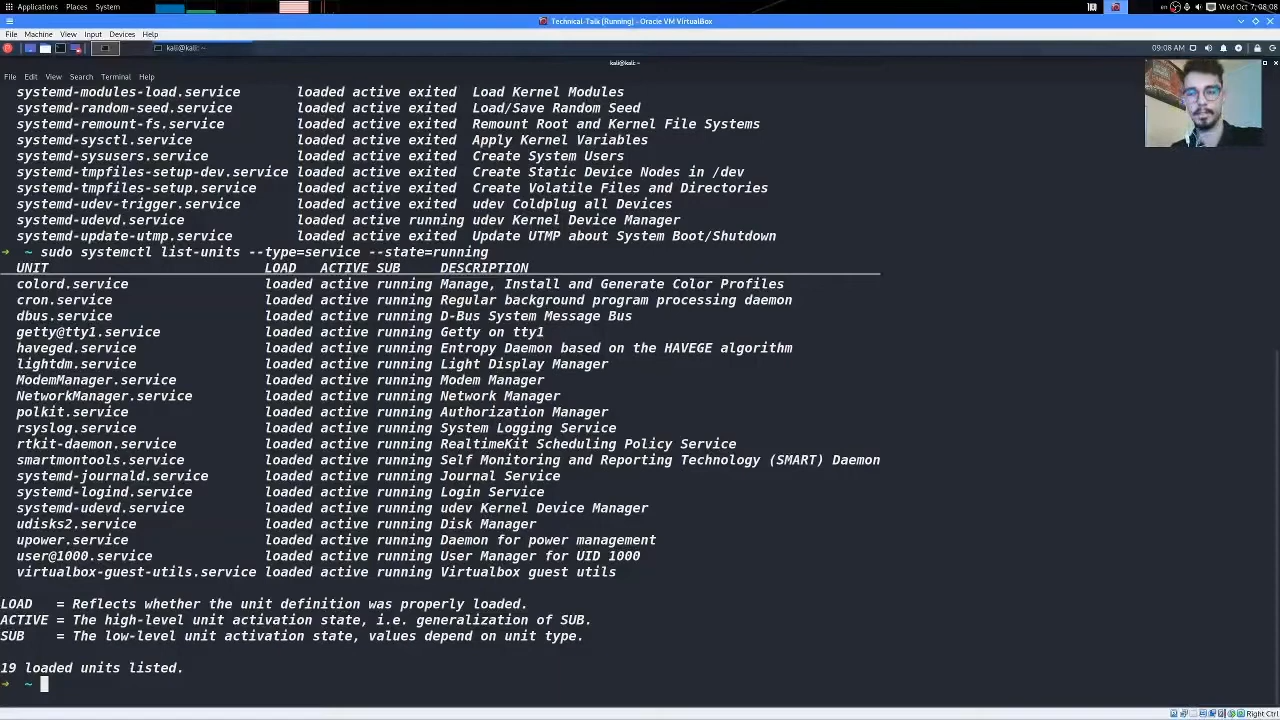 Applications Places System
en Wed Oct 7, 08:08
Technical-Talk [Running] - Oracle VM VirtualBox
File Machine View Input Devices Help
kali@kali: ~ 09:08 AM
kali@kali: ~
File Edit View Search Terminal Help
systemd-modules-load.service loaded active exited Load Kernel Modules
systemd-random-seed.service loaded active exited Load/Save Random Seed
systemd-remount-fs.service loaded active exited Remount Root and Kernel File Systems
systemd-sysctl.service loaded active exited Apply Kernel Variables
systemd-sysusers.service loaded active exited Create System Users
systemd-tmpfiles-setup-dev.service loaded active exited Create Static Device Nodes in /dev
systemd-tmpfiles-setup.service loaded active exited Create Volatile Files and Directories
systemd-udev-trigger.service loaded active exited udev Coldplug all Devices
systemd-udevd.service loaded active running udev Kernel Device Manager
systemd-update-utmp.service loaded active exited Update UTMP about System Boot/Shutdown
➜ ~ sudo systemctl list-units --type=service --state=running
UNIT LOAD ACTIVE SUB DESCRIPTION
colord.service loaded active running Manage, Install and Generate Color Profiles
cron.service loaded active running Regular background program processing daemon
dbus.service loaded active running D-Bus System Message Bus
getty@tty1.service loaded active running Getty on tty1
haveged.service loaded active running Entropy Daemon based on the HAVEGE algorithm
lightdm.service loaded active running Light Display Manager
ModemManager.service loaded active running Modem Manager
NetworkManager.service loaded active running Network Manager
polkit.service loaded active running Authorization Manager
rsyslog.service loaded active running System Logging Service
rtkit-daemon.service loaded active running RealtimeKit Scheduling Policy Service
smartmontools.service loaded active running Self Monitoring and Reporting Technology (SMART) Daemon
systemd-journald.service loaded active running Journal Service
systemd-logind.service loaded active running Login Service
systemd-udevd.service loaded active running udev Kernel Device Manager
udisks2.service loaded active running Disk Manager
upower.service loaded active running Daemon for power management
user@1000.service loaded active running User Manager for UID 1000
virtualbox-guest-utils.service loaded active running Virtualbox guest utils
LOAD = Reflects whether the unit definition was properly loaded.
ACTIVE = The high-level unit activation state, i.e. generalization of SUB.
SUB = The low-level unit activation state, values depend on unit type.
19 loaded units listed.
➜ ~
Right Ctrl